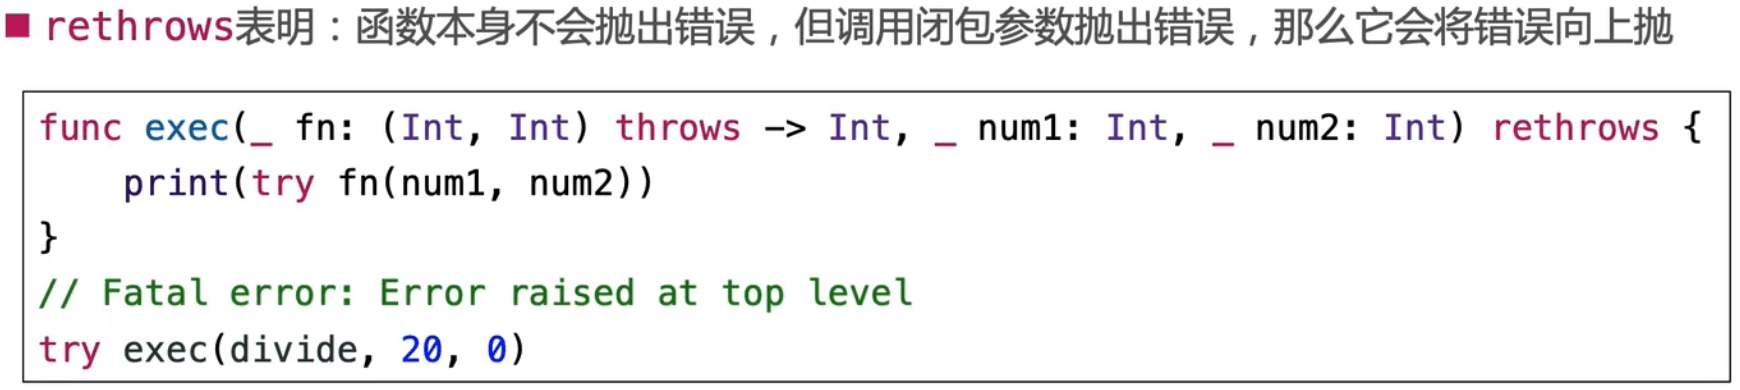 ■ rethrows表明：函数本身不会抛出错误，但调用闭包参数抛出错误，那么它会将错误向上抛
func exec(_ fn: (Int, Int) throws -> Int, _ num1: Int, _ num2: Int) rethrows {
    print(try fn(num1, num2))
}
// Fatal error: Error raised at top level
try exec(divide, 20, 0)